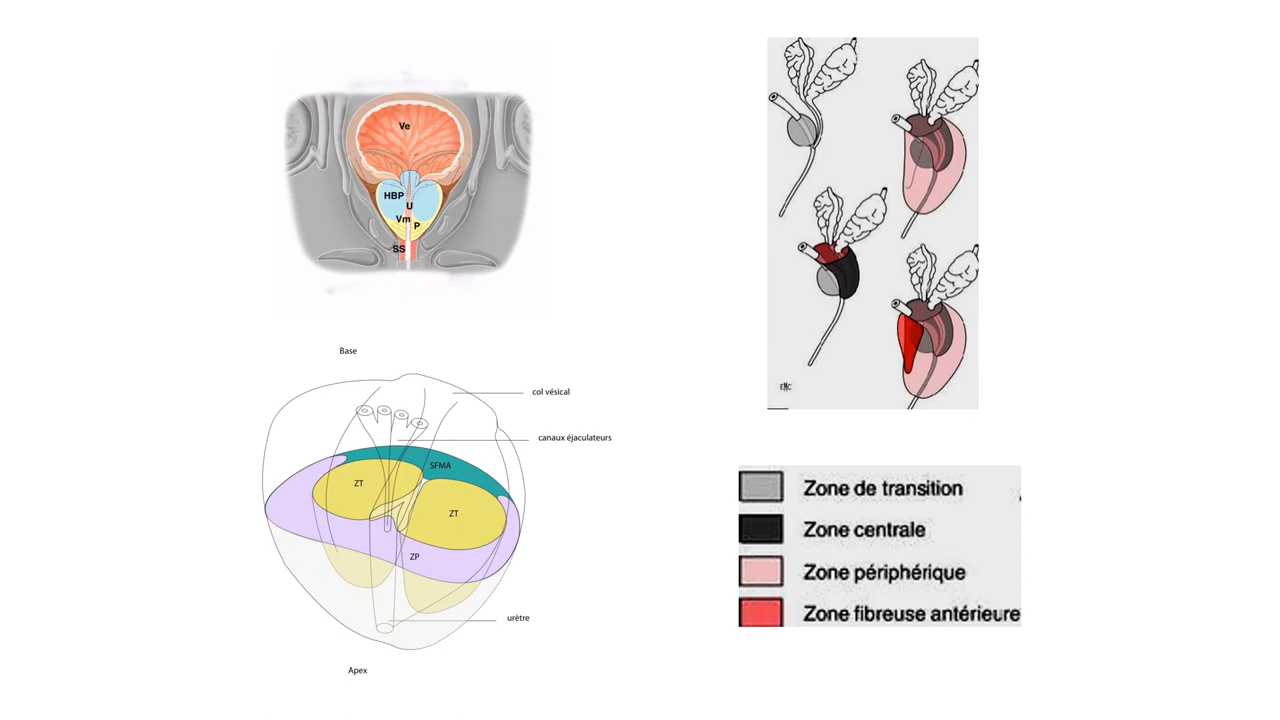 Ve
HBP
U
Vm
P
SS
Base
col vésical
canaux éjaculateurs
SFMA
ZT
ZT
ZP
urètre
Apex
EMC
Zone de transition
Zone centrale
Zone périphérique
Zone fibreuse antérieure